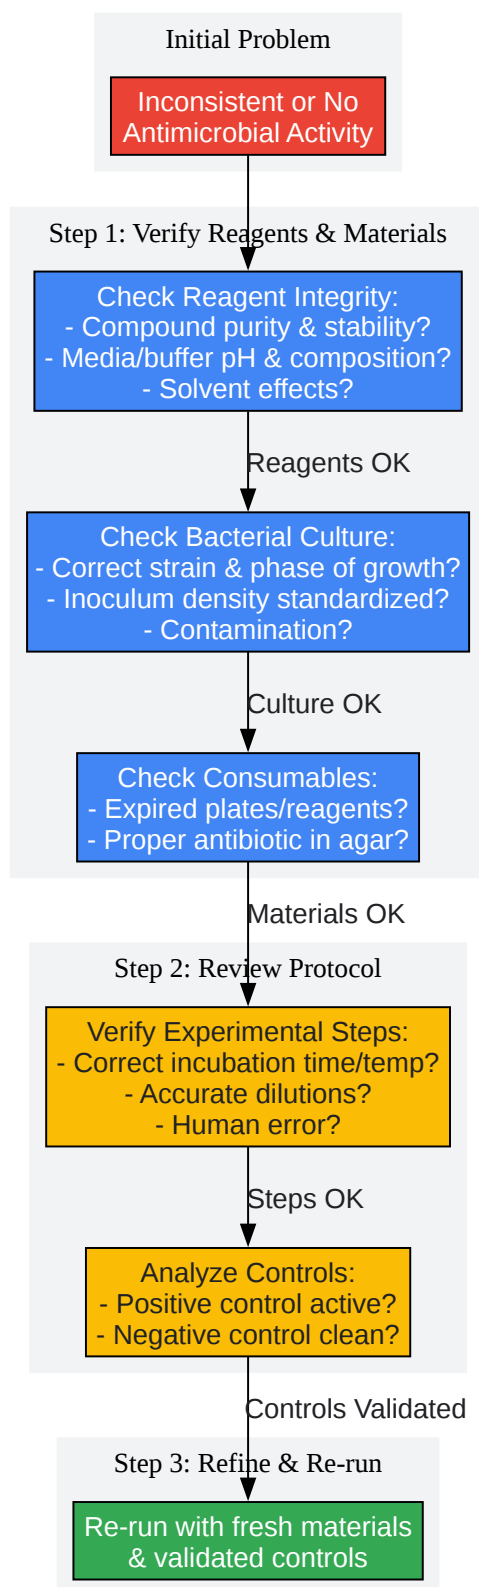 Initial Problem
Inconsistent or No
Antimicrobial Activity
Step 1: Verify Reagents & Materials
Check Reagent Integrity:
- Compound purity & stability?
- Media/buffer pH & composition?
- Solvent effects?
Reagents OK
Check Bacterial Culture:
- Correct strain & phase of growth?
- Inoculum density standardized?
- Contamination?
Culture OK
Check Consumables:
- Expired plates/reagents?
- Proper antibiotic in agar?
Materials OK
Step 2: Review Protocol
Verify Experimental Steps:
- Correct incubation time/temp?
- Accurate dilutions?
- Human error?
Steps OK
Analyze Controls:
- Positive control active?
- Negative control clean?
Controls Validated
Step 3: Refine & Re-run
Re-run with fresh materials
& validated controls